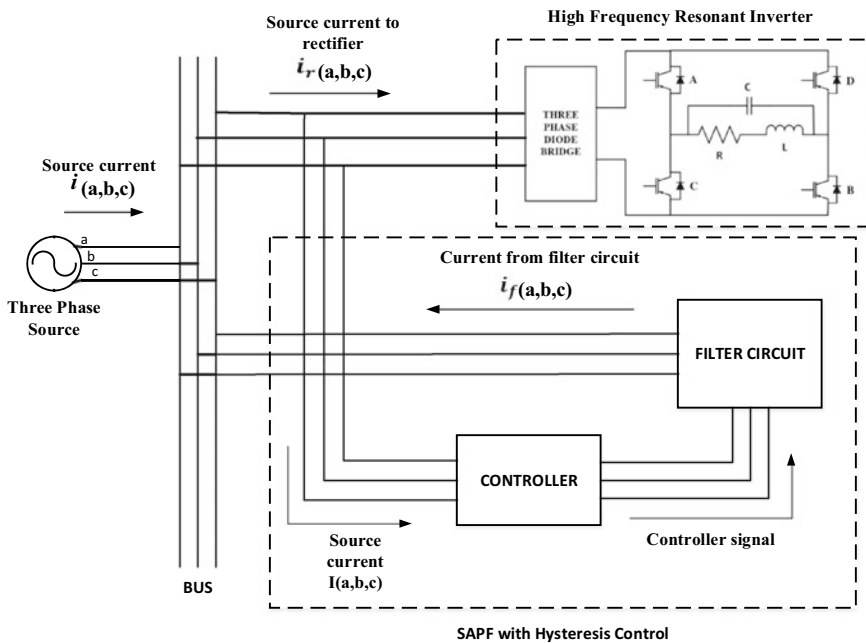 Source current to
rectifier
i_r(a,b,c)
High Frequency Resonant Inverter
A
D
C
THREE
PHASE
DIODE
BRIDGE
R
L
C
B
Source current
i(a,b,c)
a
b
c
Three Phase
Source
Current from filter circuit
i_f(a,b,c)
FILTER CIRCUIT
CONTROLLER
Source
current
I(a,b,c)
Controller signal
BUS
SAPF with Hysteresis Control